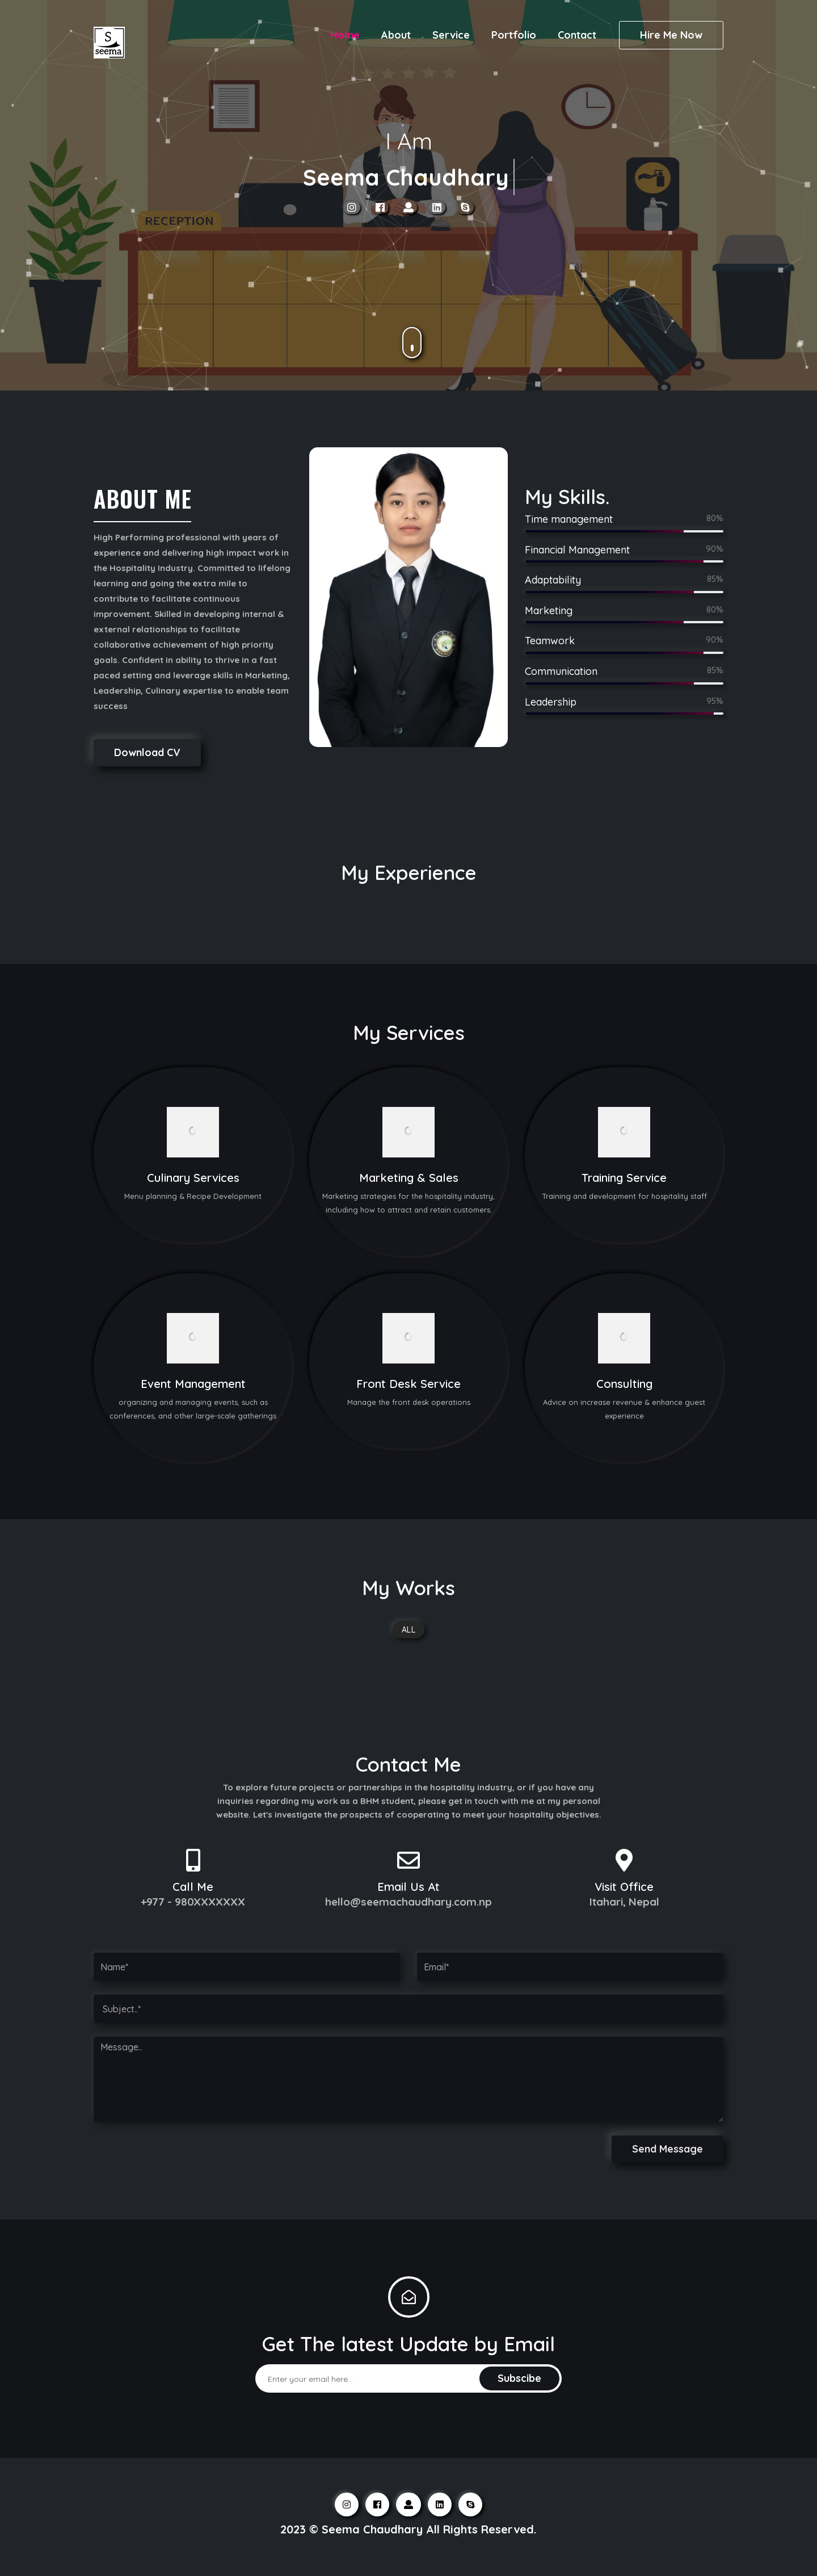 S
seema
Home About Service Portfolio Contact Hire Me Now
I Am
Seema Chaudhary
RECEPTION
ABOUT ME
High Performing professional with years of
experience and delivering high impact work in
the Hospitality Industry. Committed to lifelong
learning and going the extra mile to
contribute to facilitate continuous
improvement. Skilled in developing internal &
external relationships to facilitate
collaborative achievement of high priority
goals. Confident in ability to thrive in a fast
paced setting and leverage skills in Marketing,
Leadership, Culinary expertise to enable team
success
Download CV
My Skills.
Time management 80%
Financial Management 90%
Adaptability 85%
Marketing 80%
Teamwork 90%
Communication 85%
Leadership 95%
My Experience
My Services
Culinary Services
Menu planning & Recipe Development
Marketing & Sales
Marketing strategies for the hospitality industry,
including how to attract and retain customers.
Training Service
Training and development for hospitality staff
Event Management
organizing and managing events, such as
conferences, and other large-scale gatherings
Front Desk Service
Manage the front desk operations
Consulting
Advice on increase revenue & enhance guest
experience
My Works
ALL
Contact Me
To explore future projects or partnerships in the hospitality industry, or if you have any
inquiries regarding my work as a BHM student, please get in touch with me at my personal
website. Let's investigate the prospects of cooperating to meet your hospitality objectives.
Call Me
+977 - 980XXXXXXX
Email Us At
hello@seemachaudhary.com.np
Visit Office
Itahari, Nepal
Name*
Email*
Subject..*
Message..
Send Message
Get The latest Update by Email
Enter your email here...
Subscibe
2023 © Seema Chaudhary All Rights Reserved.